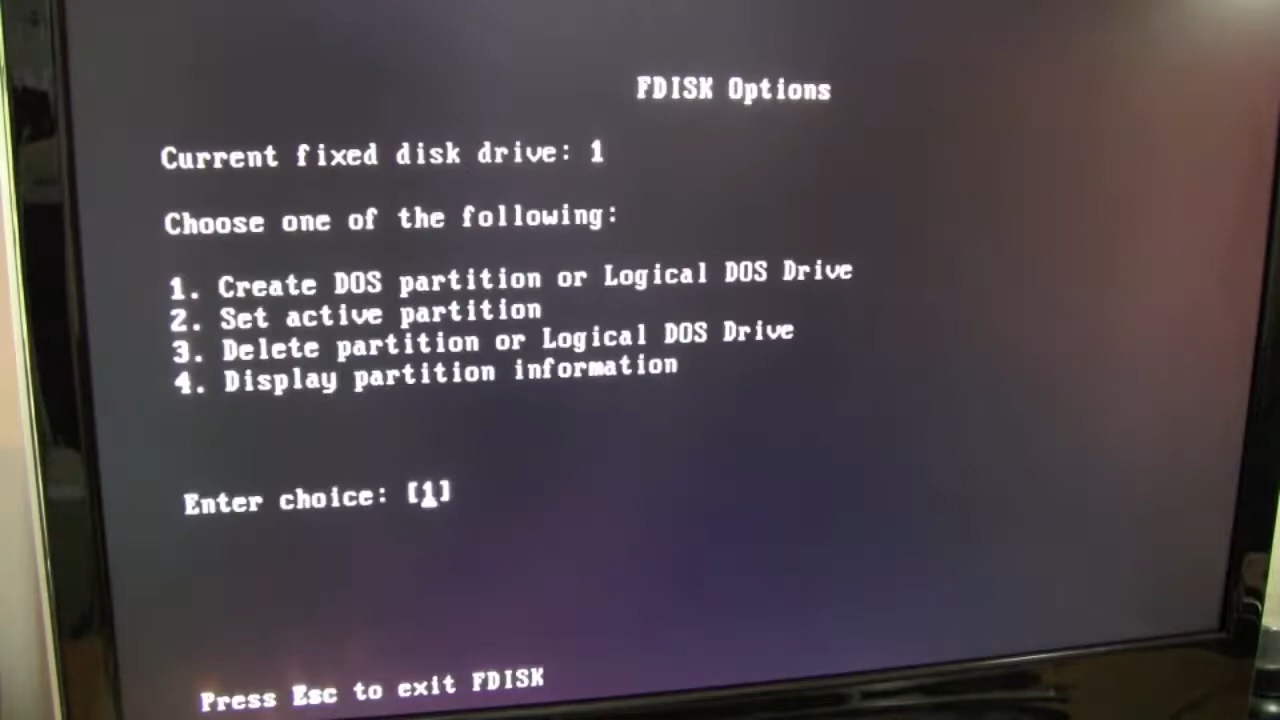 FDISK Options
Current fixed disk drive: 1
Choose one of the following:
1. Create DOS partition or Logical DOS Drive
2. Set active partition
3. Delete partition or Logical DOS Drive
4. Display partition information
Enter choice: [1]
Press Esc to exit FDISK